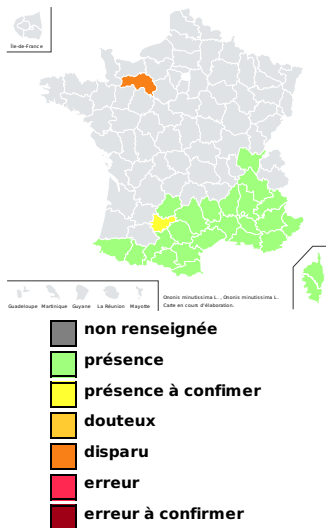 Île-de-France
Guadeloupe Martinique Guyane La Réunion Mayotte
Ononis minutissima L. , Ononis minutissima L.
Carte en cours d'élaboration.
non renseignée
présence
présence à confimer
douteux
disparu
erreur
erreur à confirmer